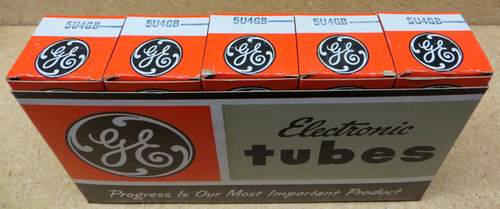 5U4GB 5U4GB 5U4GB 5U4GB 5U4GB
GE GE GE GE GE
GE
Electronic
tubes
Progress Is Our Most Important Product